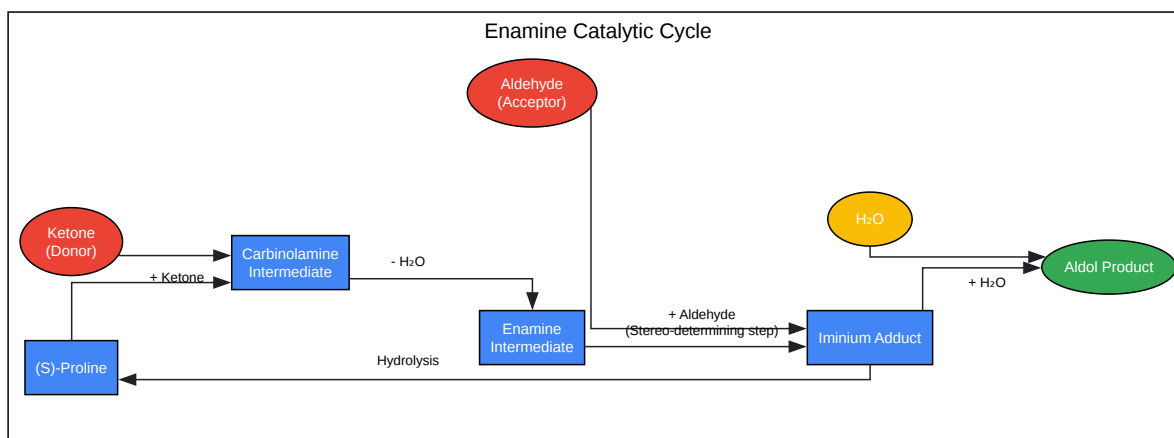 Enamine Catalytic Cycle
Aldehyde
(Acceptor)
Ketone
(Donor)
H₂O
Carbinolamine
Intermediate
- H₂O
Aldol Product
+ Ketone
+ H₂O
Enamine
Intermediate
+ Aldehyde
(Stereo-determining step)
Iminium Adduct
(S)-Proline
Hydrolysis